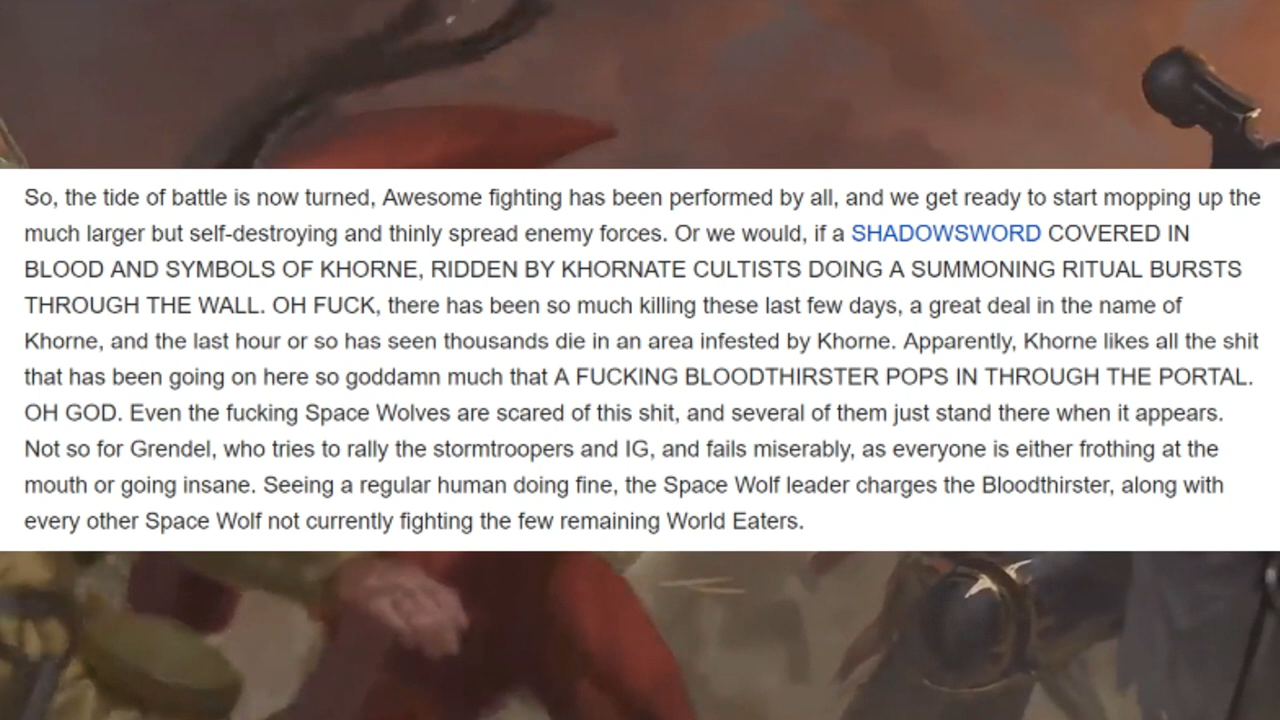 So, the tide of battle is now turned, Awesome fighting has been performed by all, and we get ready to start mopping up the
much larger but self-destroying and thinly spread enemy forces. Or we would, if a SHADOWSWORD COVERED IN
BLOOD AND SYMBOLS OF KHORNE, RIDDEN BY KHORNATE CULTISTS DOING A SUMMONING RITUAL BURSTS
THROUGH THE WALL. OH FUCK, there has been so much killing these last few days, a great deal in the name of
Khorne, and the last hour or so has seen thousands die in an area infested by Khorne. Apparently, Khorne likes all the shit
that has been going on here so goddamn much that A FUCKING BLOODTHIRSTER POPS IN THROUGH THE PORTAL.
OH GOD. Even the fucking Space Wolves are scared of this shit, and several of them just stand there when it appears.
Not so for Grendel, who tries to rally the stormtroopers and IG, and fails miserably, as everyone is either frothing at the
mouth or going insane. Seeing a regular human doing fine, the Space Wolf leader charges the Bloodthirster, along with
every other Space Wolf not currently fighting the few remaining World Eaters.